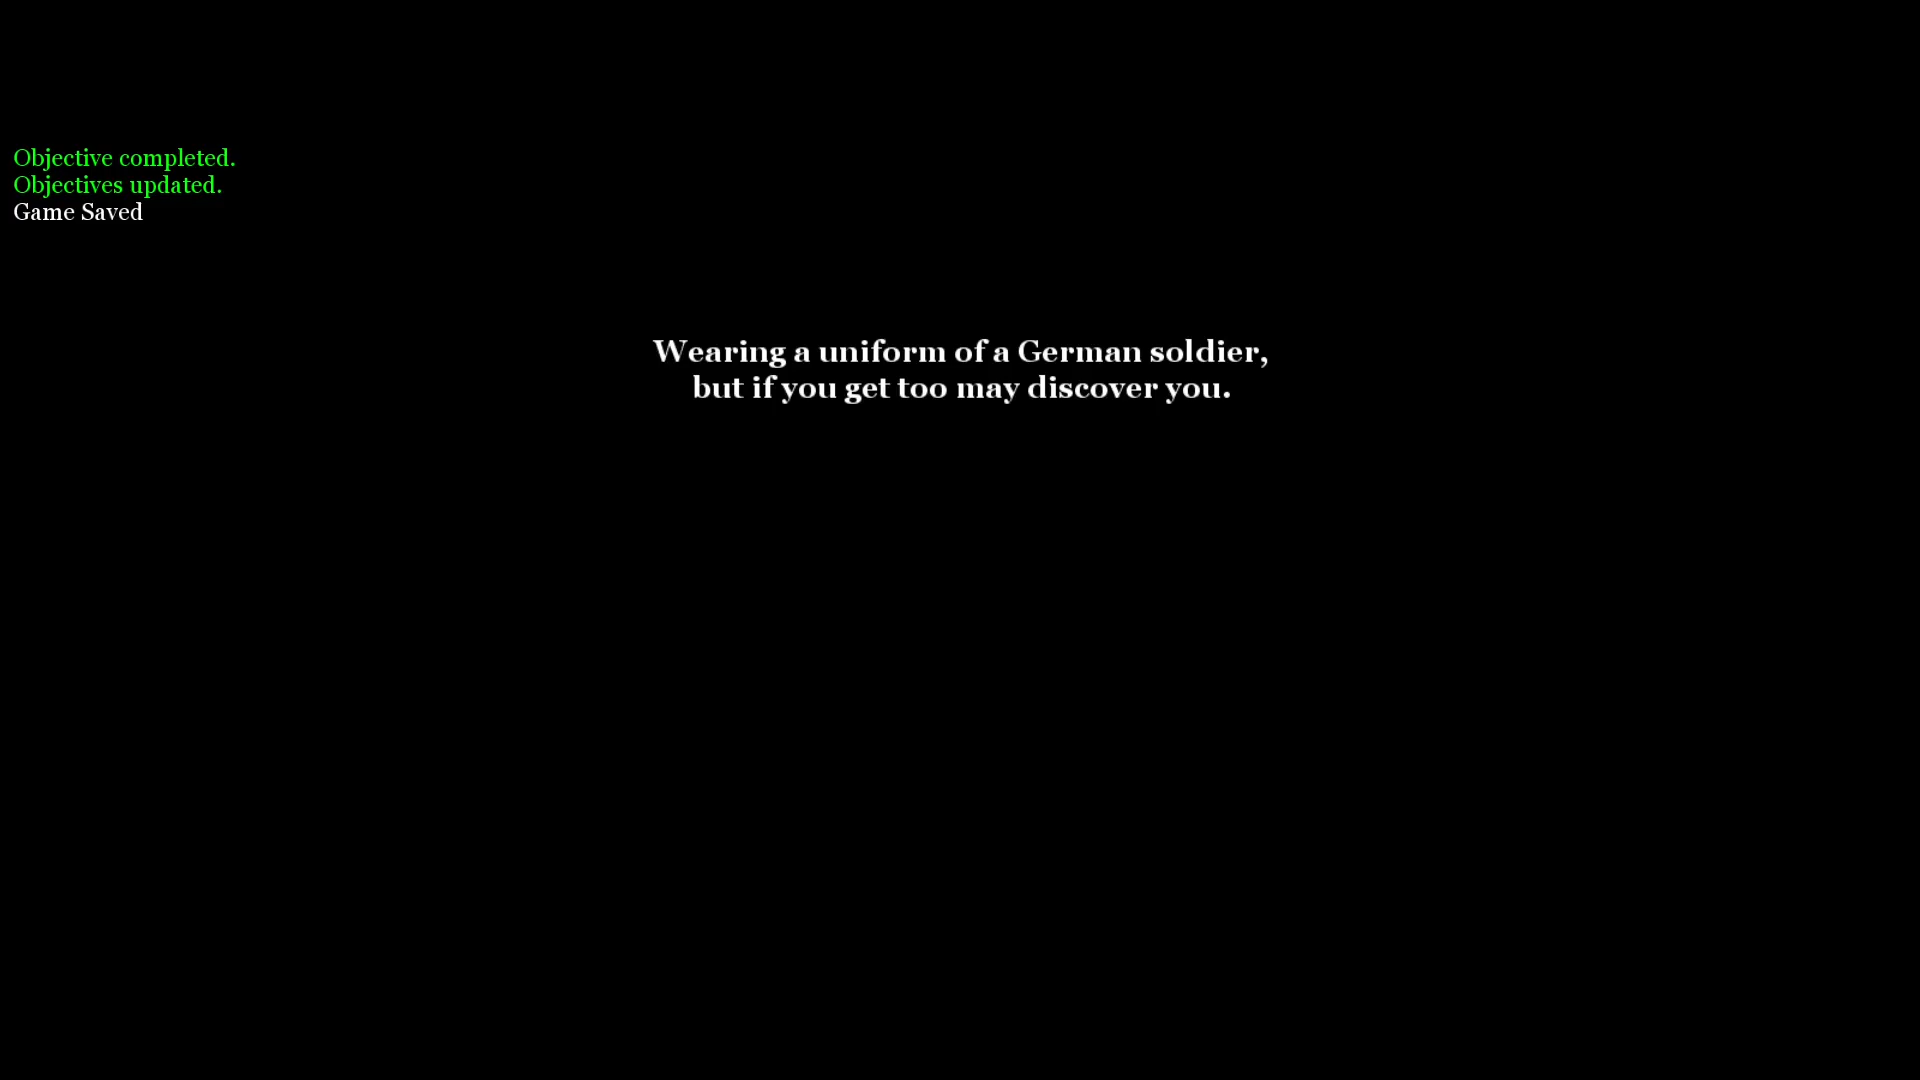 Objective completed.
Objectives updated.
Game Saved
Wearing a uniform of a German soldier,
but if you get too may discover you.